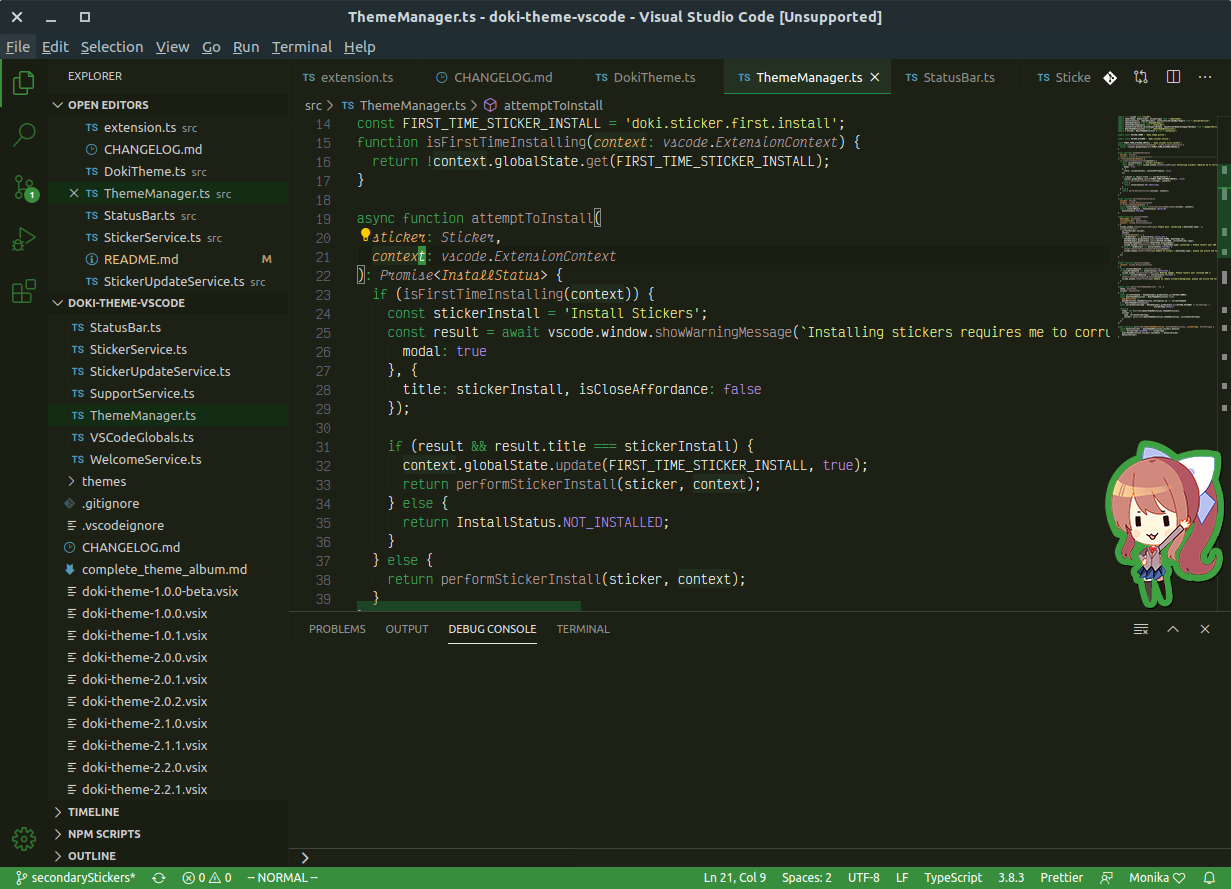 ThemeManager.ts - doki-theme-vscode - Visual Studio Code [Unsupported]
File Edit Selection View Go Run Terminal Help
EXPLORER
OPEN EDITORS
TS extension.ts src
CHANGELOG.md
TS DokiTheme.ts src
TS ThemeManager.ts src
TS StatusBar.ts src
TS StickerService.ts src
README.md M
TS StickerUpdateService.ts src
1
DOKI-THEME-VSCODE
TS StatusBar.ts
TS StickerService.ts
TS StickerUpdateService.ts
TS SupportService.ts
TS ThemeManager.ts
TS VSCodeGlobals.ts
TS WelcomeService.ts
themes
.gitignore
.vscodeignore
CHANGELOG.md
complete_theme_album.md
doki-theme-1.0.0-beta.vsix
doki-theme-1.0.0.vsix
doki-theme-1.0.1.vsix
doki-theme-2.0.0.vsix
doki-theme-2.0.1.vsix
doki-theme-2.0.2.vsix
doki-theme-2.1.0.vsix
doki-theme-2.1.1.vsix
doki-theme-2.2.0.vsix
doki-theme-2.2.1.vsix
TIMELINE
NPM SCRIPTS
OUTLINE
TS extension.ts CHANGELOG.md TS DokiTheme.ts TS ThemeManager.ts TS StatusBar.ts TS Sticke
src > TS ThemeManager.ts > attemptToInstall
14 const FIRST_TIME_STICKER_INSTALL = 'doki.sticker.first.install';
15 function isFirstTimeInstalling(context: vscode.ExtensionContext) {
16 return !context.globalState.get(FIRST_TIME_STICKER_INSTALL);
17 }
18
19 async function attemptToInstall(
20 sticker: Sticker,
21 context: vscode.ExtensionContext
22 ): Promise<InstallStatus> {
23 if (isFirstTimeInstalling(context)) {
24 const stickerInstall = 'Install Stickers';
25 const result = await vscode.window.showWarningMessage(`Installing stickers requires me to corru
26 modal: true
27 }, {
28 title: stickerInstall, isCloseAffordance: false
29 });
30
31 if (result && result.title === stickerInstall) {
32 context.globalState.update(FIRST_TIME_STICKER_INSTALL, true);
33 return performStickerInstall(sticker, context);
34 } else {
35 return InstallStatus.NOT_INSTALLED;
36 }
37 } else {
38 return performStickerInstall(sticker, context);
39 }
PROBLEMS OUTPUT DEBUG CONSOLE TERMINAL
>
secondaryStickers* 0 0 -- NORMAL -- Ln 21, Col 9 Spaces: 2 UTF-8 LF TypeScript 3.8.3 Prettier Monika♡